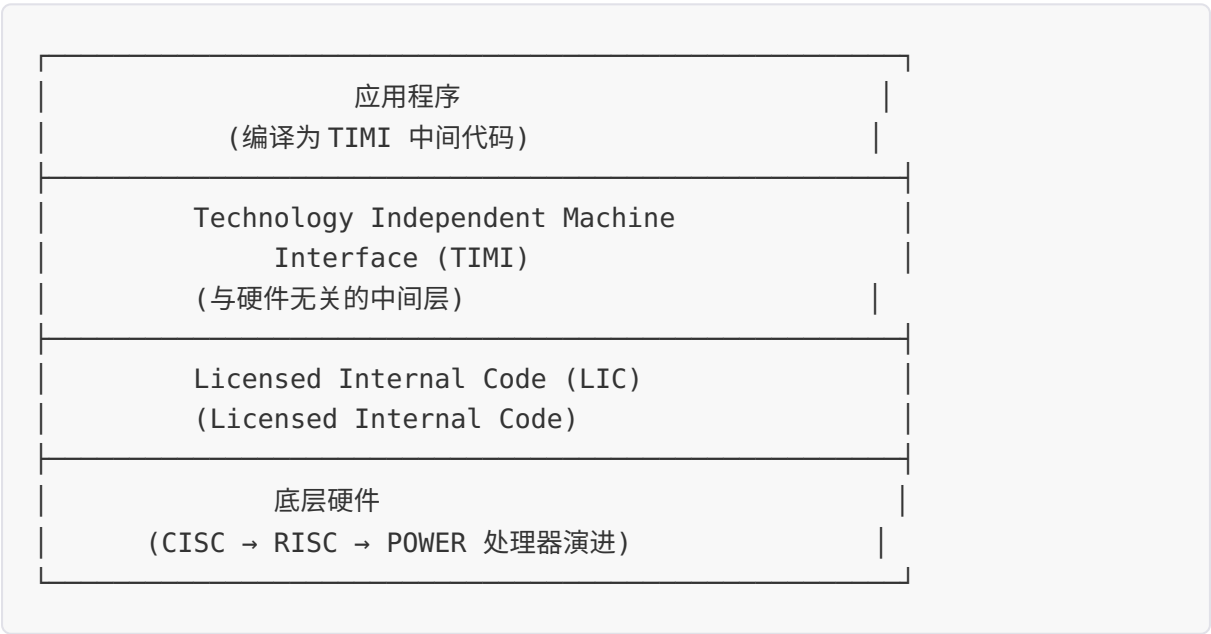 应用程序
(编译为 TIMI 中间代码)
Technology Independent Machine
Interface (TIMI)
(与硬件无关的中间层)
Licensed Internal Code (LIC)
(Licensed Internal Code)
底层硬件
(CISC → RISC → POWER 处理器演进)